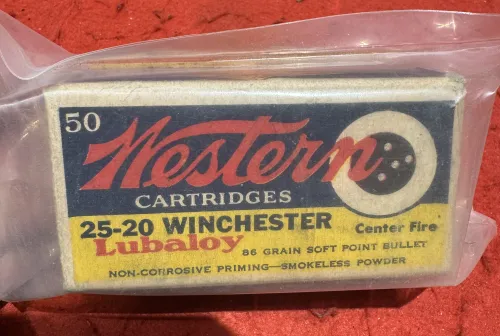 50
Western
CARTRIDGES
25-20 WINCHESTER Center Fire
Lubaloy 86 GRAIN SOFT POINT BULLET
NON-CORROSIVE PRIMING—SMOKELESS POWDER